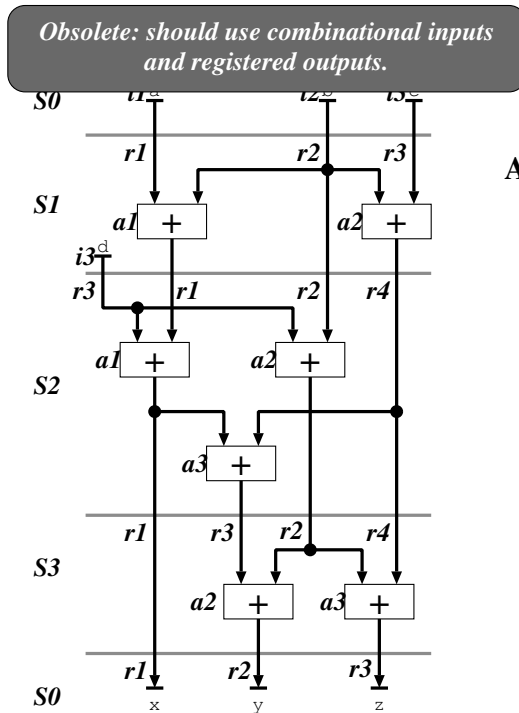 Obsolete: should use combinational inputs
and registered outputs.
S0 i1 a i2 b i3 c
r1 r2 r3
A
S1
a1 + a2 +
i3 d
r3 r1 r2 r4
a1 + a2 +
S2
a3 +
r1 r3 r2 r4
S3
a2 + a3 +
r1 r2 r3
S0
x y z